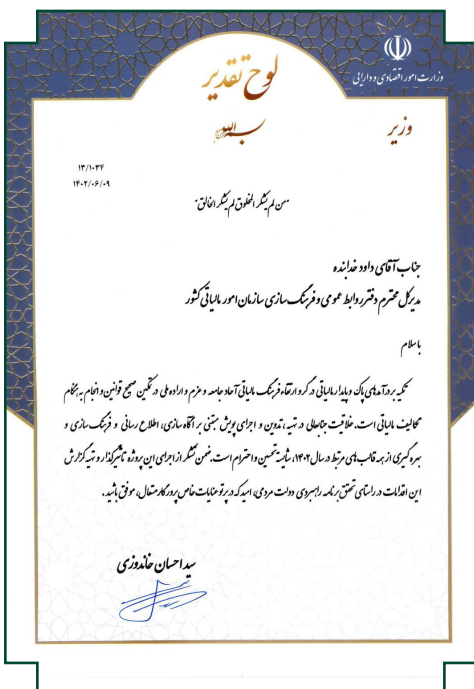 لوح تقدیر
وزارت امور اقتصادی و دارایی
وزیر
بسم الله
۱۳/۱۰۳۴
۱۴۰۲/۰۶/۰۹
"من لم یشکر المخلوق لم یشکر الخالق"
جناب آقای داود خدابنده
مدیرکل محترم دفتر روابط عمومی و فرهنگ سازی سازمان امور مالیاتی کشور
با سلام
تکیه بر درآمدهای پاک و پایدار مالیاتی در گرو ارتقاء فرهنگ مالیاتی آحاد جامعه و عزم و اراده ملی در تمکین صحیح قوانین و انجام به هنگام
تکالیف مالیاتی است. خلاقیت جنابعالی در تهیه، تدوین و اجرای پویش مبتنی بر آگاه سازی، اطلاع رسانی و فرهنگ سازی و
بهره گیری از همه قالب های مرتبط در سال ۱۴۰۲، شایسته تحسین و احترام است. ضمن تشکر از اجرای این پروژه تاثیرگذار و تهیه گزارش
این اقدامات در راستای تحقق برنامه راهبردی دولت مردمی، امید که در پرتو عنایات خاص پروردگار متعال، موفق باشید.
سید احسان خاندوزی